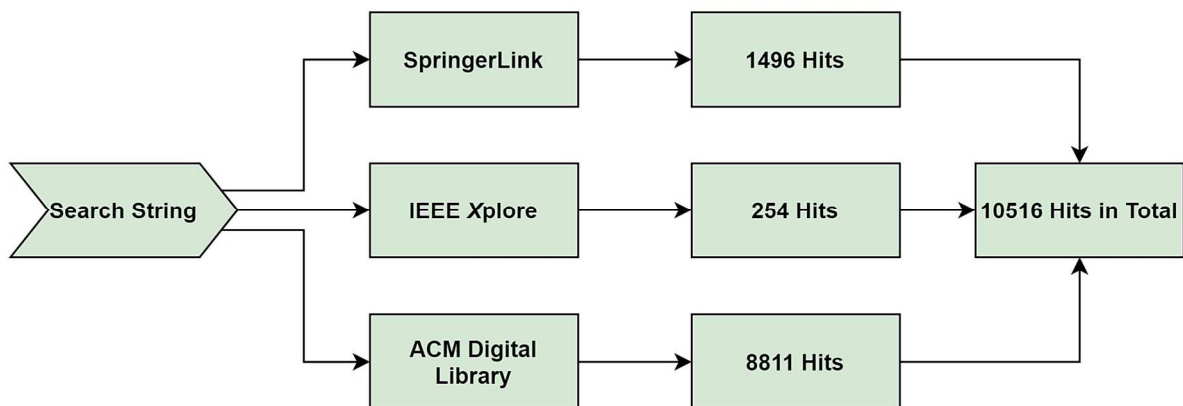 SpringerLink
1496 Hits
Search String
IEEE Xplore
254 Hits
10516 Hits in Total
ACM Digital
Library
8811 Hits